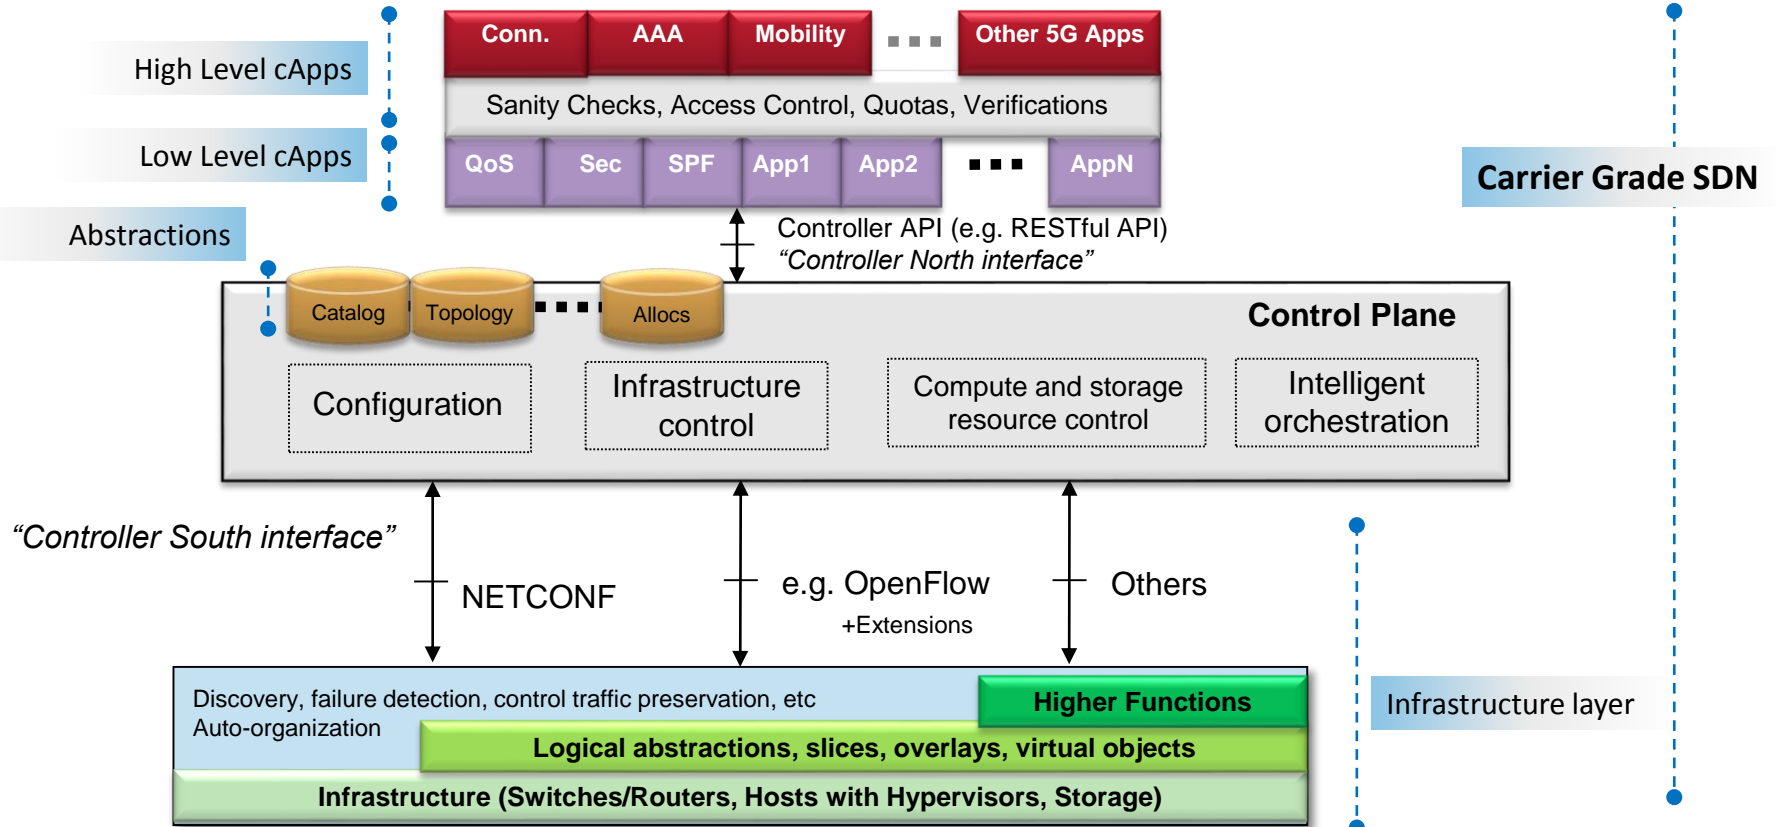 Conn.
AAA
Mobility
Other 5G Apps
High Level cApps
Sanity Checks, Access Control, Quotas, Verifications
Low Level cApps
QoS
Sec
SPF
App1
App2
AppN
Carrier Grade SDN
Abstractions
Controller API (e.g. RESTful API)
“Controller North interface”
Catalog
Topology
Allocs
Control Plane
Configuration
Infrastructure
control
Compute and storage
resource control
Intelligent
orchestration
“Controller South interface”
NETCONF
e.g. OpenFlow
+Extensions
Others
Discovery, failure detection, control traffic preservation, etc
Auto-organization
Higher Functions
Infrastructure layer
Logical abstractions, slices, overlays, virtual objects
Infrastructure (Switches/Routers, Hosts with Hypervisors, Storage)